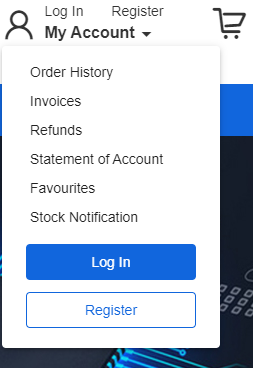 Log In Register
My Account
Order History
Invoices
Refunds
Statement of Account
Favourites
Stock Notification
Log In
Register